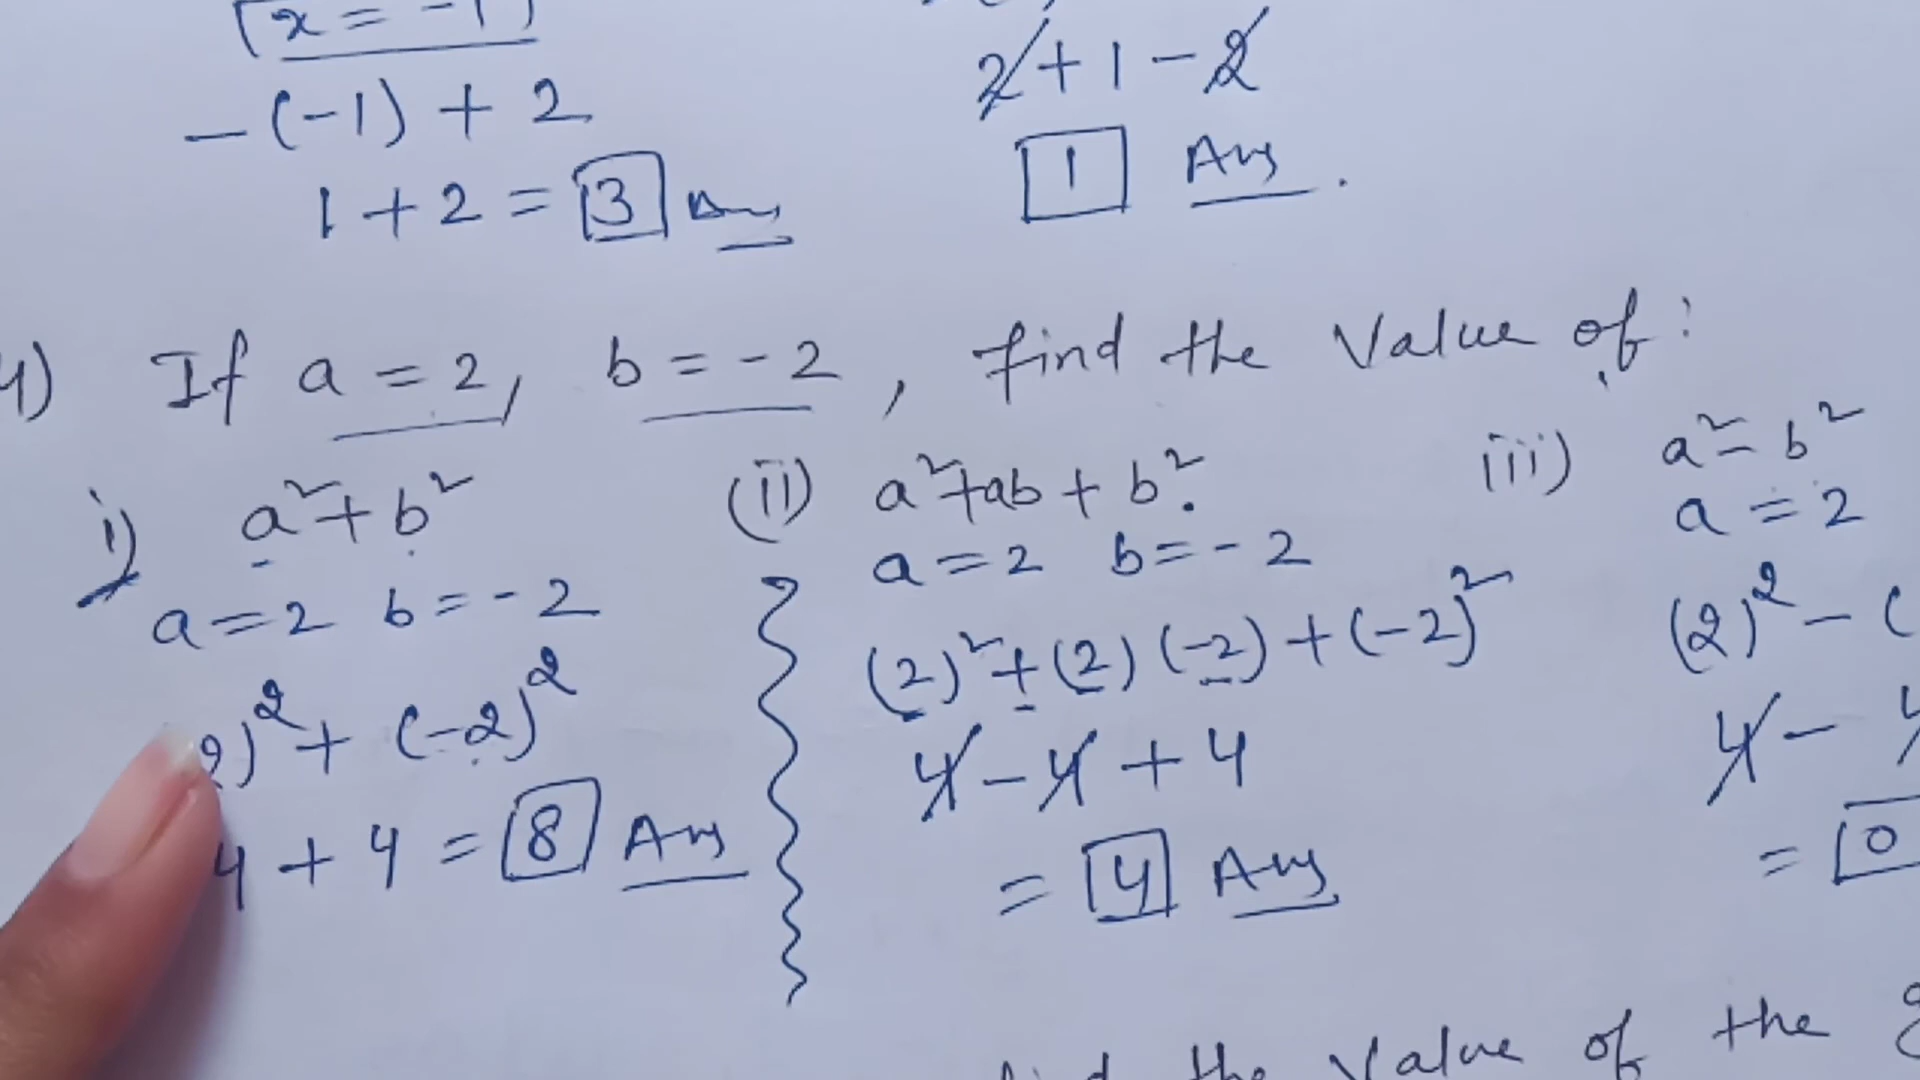 x = -1
-(-1) + 2
1 + 2 = 3 Ans
2 + 1 - 2
1 Ans.
4) If a = 2, b = -2, find the value of:
i) a² + b²
a = 2 b = -2
2)² + (-2)²
4 + 4 = 8 Ans
(ii) a² + ab + b²
a = 2 b = -2
(2)² + (2) (-2) + (-2)²
4 - 4 + 4
= 4 Ans
iii) a² - b²
a = 2
(2)² - (
4 - 4
= 0
the value of the